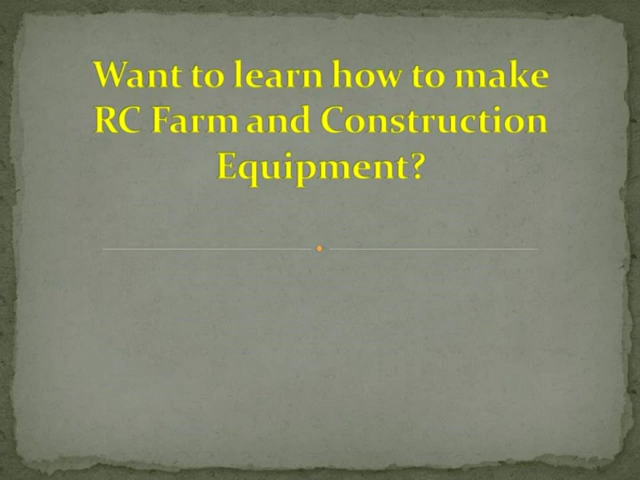 Want to learn how to make
RC Farm and Construction
Equipment?